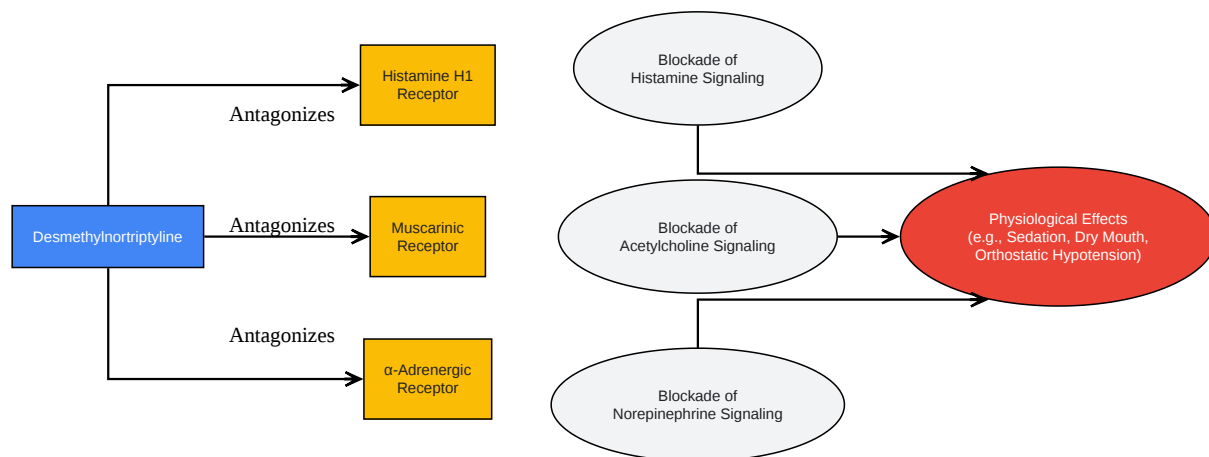 Desmethylnortriptyline
Antagonizes
Histamine H1
Receptor
Antagonizes
Muscarinic
Receptor
Antagonizes
α-Adrenergic
Receptor
Blockade of
Histamine Signaling
Blockade of
Acetylcholine Signaling
Blockade of
Norepinephrine Signaling
Physiological Effects
(e.g., Sedation, Dry Mouth,
Orthostatic Hypotension)